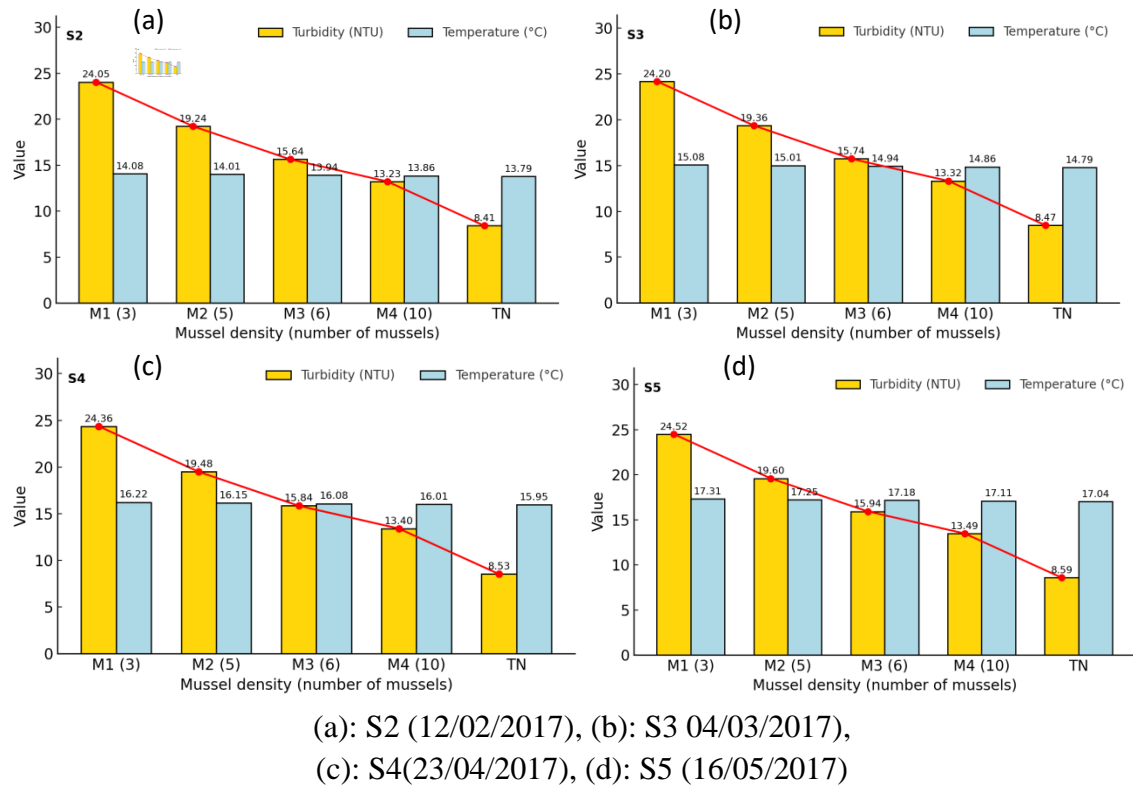 (a)
S2
Turbidity (NTU) Temperature (°C)
30
25
20
15
10
5
0
Value
24.05
14.08
19.24
14.01
15.64
13.94
13.23
13.86
8.41
13.79
M1 (3) M2 (5) M3 (6) M4 (10) TN
Mussel density (number of mussels)
(b)
S3
Turbidity (NTU) Temperature (°C)
30
25
20
15
10
5
0
Value
24.20
15.08
19.36
15.01
15.74
14.94
13.32
14.86
8.47
14.79
M1 (3) M2 (5) M3 (6) M4 (10) TN
Mussel density (number of mussels)
(c)
S4
Turbidity (NTU) Temperature (°C)
30
25
20
15
10
5
0
Value
24.36
16.22
19.48
16.15
15.84
16.08
13.40
16.01
8.53
15.95
M1 (3) M2 (5) M3 (6) M4 (10) TN
Mussel density (number of mussels)
(d)
S5
Turbidity (NTU) Temperature (°C)
30
25
20
15
10
5
0
Value
24.52
17.31
19.60
17.25
15.94
17.18
13.49
17.11
8.59
17.04
M1 (3) M2 (5) M3 (6) M4 (10) TN
Mussel density (number of mussels)
(a): S2 (12/02/2017), (b): S3 04/03/2017),
(c): S4(23/04/2017), (d): S5 (16/05/2017)